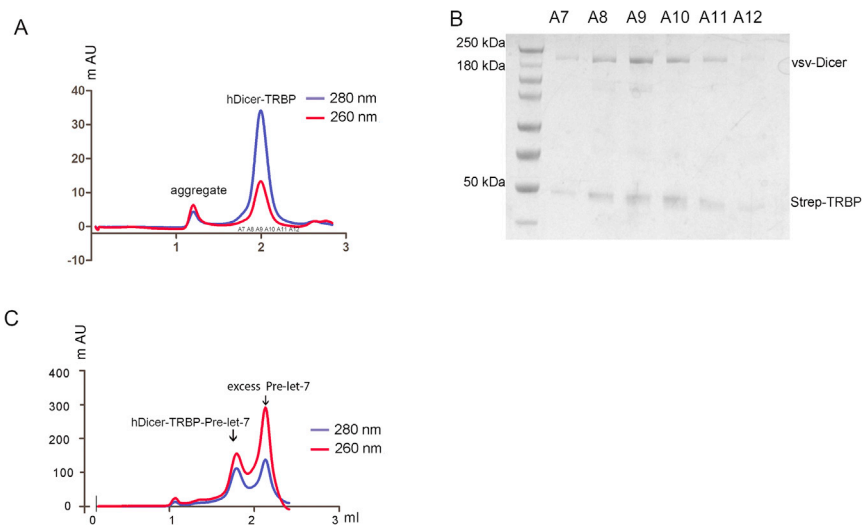 A
m AU
40
30
20
10
0
-10
aggregate
hDicer-TRBP
280 nm
260 nm
A7 A8 A9 A10 A11 A12
1
2
3
B
A7 A8 A9 A10 A11 A12
250 kDa
180 kDa
50 kDa
vsv-Dicer
Strep-TRBP
C
m AU
400
300
200
100
0
excess Pre-let-7
hDicer-TRBP-Pre-let-7
280 nm
260 nm
0
1
2
3 ml